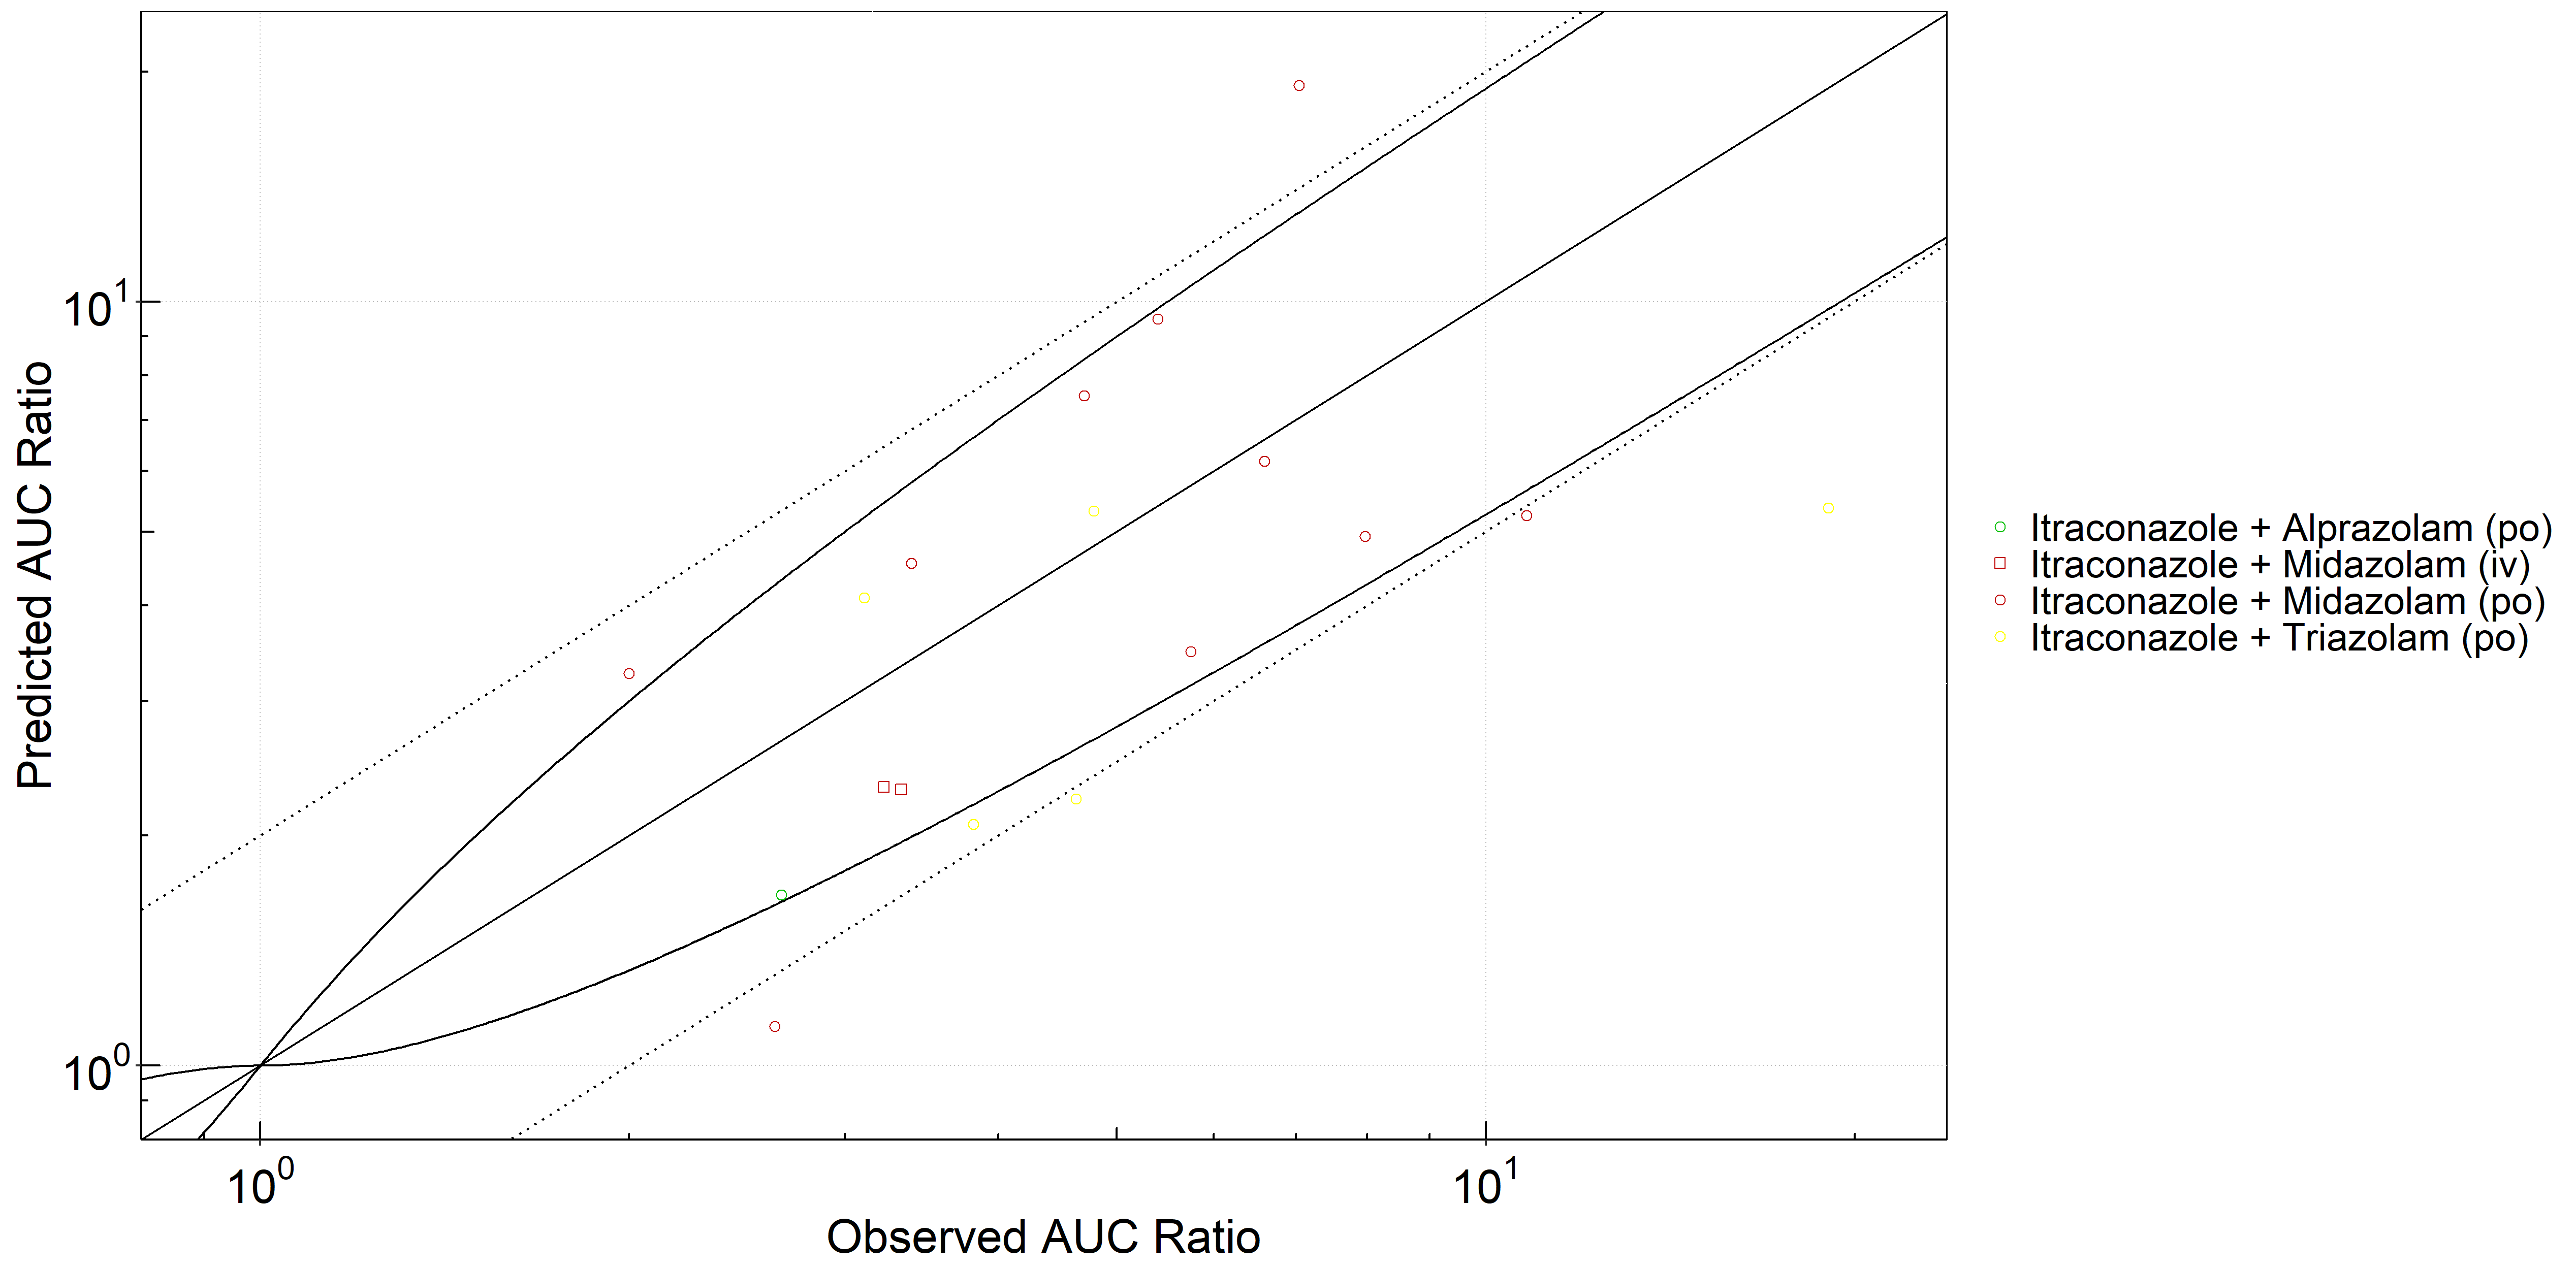 Predicted AUC Ratio
10^1
10^0
10^0
10^1
Observed AUC Ratio
Itraconazole + Alprazolam (po)
Itraconazole + Midazolam (iv)
Itraconazole + Midazolam (po)
Itraconazole + Triazolam (po)